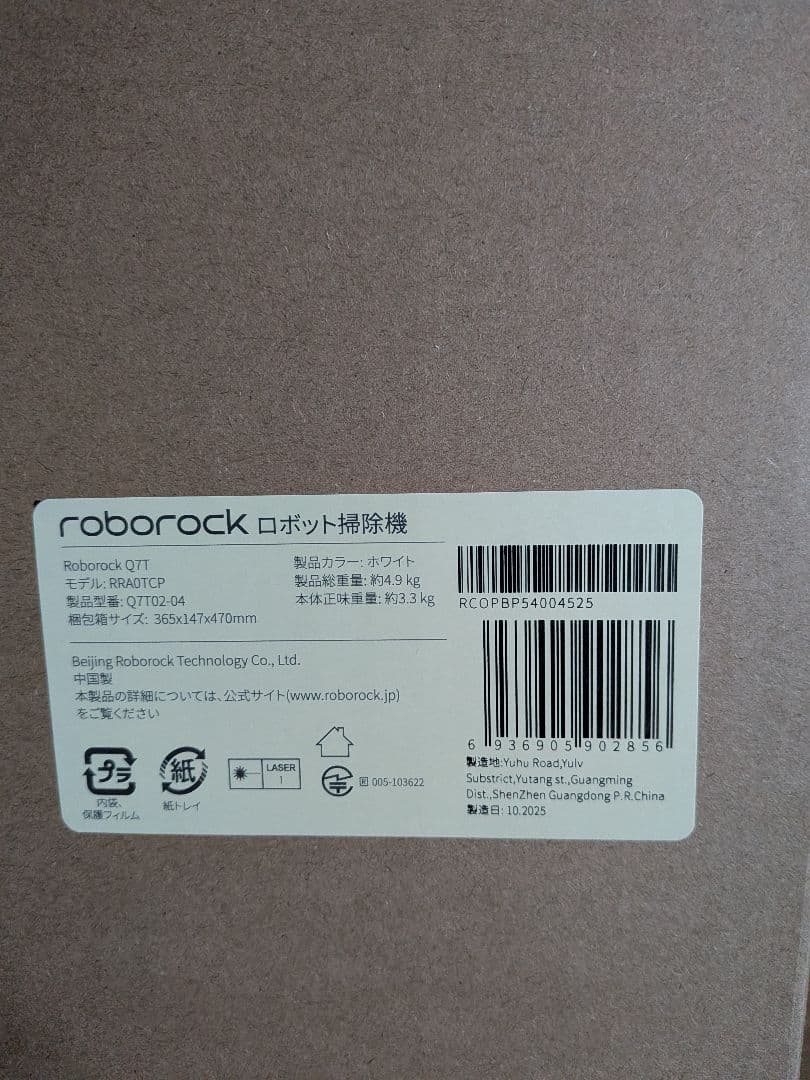 roborock ロボット掃除機
Roborock Q7T
モデル: RRA0TCP
製品型番: Q7T02-04
梱包箱サイズ: 365x147x470mm
製品カラー: ホワイト
製品総重量: 約4.9 kg
本体正味重量: 約3.3 kg
RCOPBP54004525
Beijing Roborock Technology Co., Ltd.
中国製
本製品の詳細については、公式サイト(www.roborock.jp)
をご覧ください
6 936905 902856
プラ
内袋、
保護フィルム
紙
紙トレイ
LASER
1
R 005-103622
製造地:Yuhu Road,Yulv
Substrict,Yutang st.,Guangming
Dist.,ShenZhen Guangdong P.R.China
製造日: 10.2025